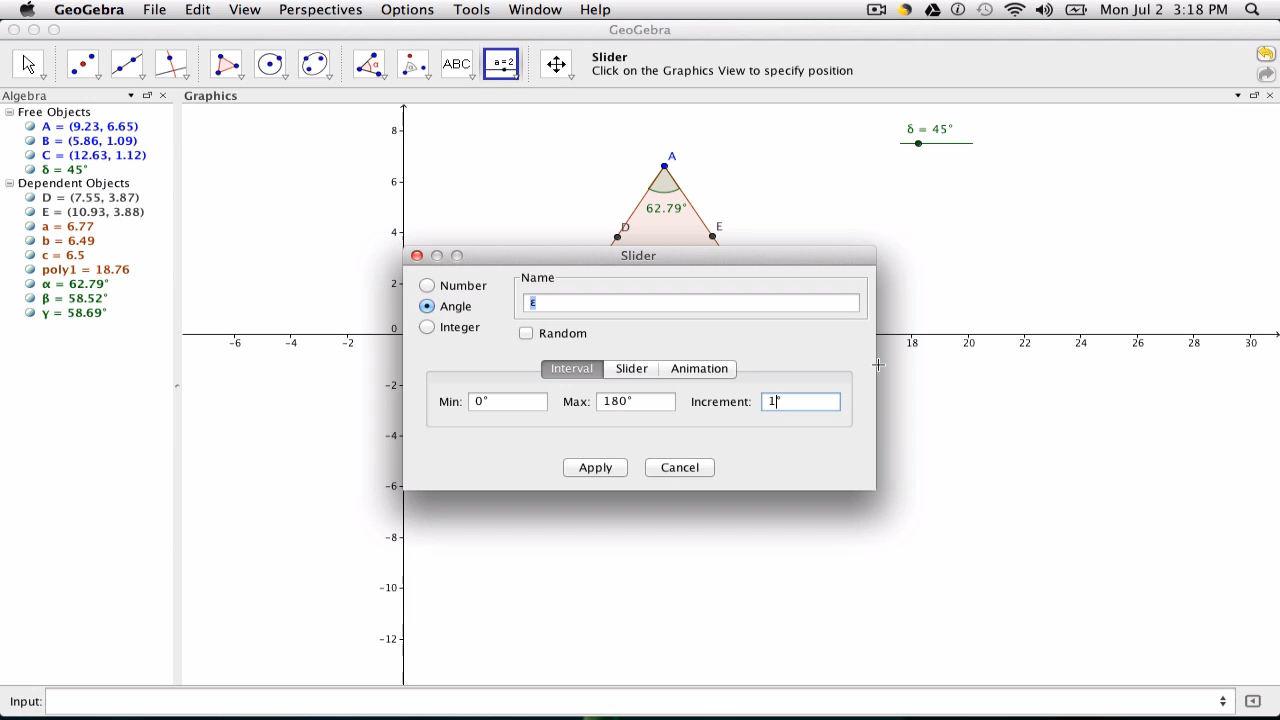 GeoGebra File Edit View Perspectives Options Tools Window Help Mon Jul 2 3:18 PM
GeoGebra
ABC a=2
Slider
Click on the Graphics View to specify position
Algebra
Graphics
Free Objects
A = (9.23, 6.65)
B = (5.86, 1.09)
C = (12.63, 1.12)
δ = 45°
Dependent Objects
D = (7.55, 3.87)
E = (10.93, 3.88)
a = 6.77
b = 6.49
c = 6.5
poly1 = 18.76
α = 62.79°
β = 58.52°
γ = 58.69°
δ = 45°
8
A
6
62.79°
D
E
4
2
0
-2
-4
-6
-8
-10
-12
-6 -4 -2
18 20 22 24 26 28 30
Slider
Number
Angle
Integer
Name
ε
Random
Interval Slider Animation
Min: 0° Max: 180° Increment: 1°
Apply Cancel
Input: